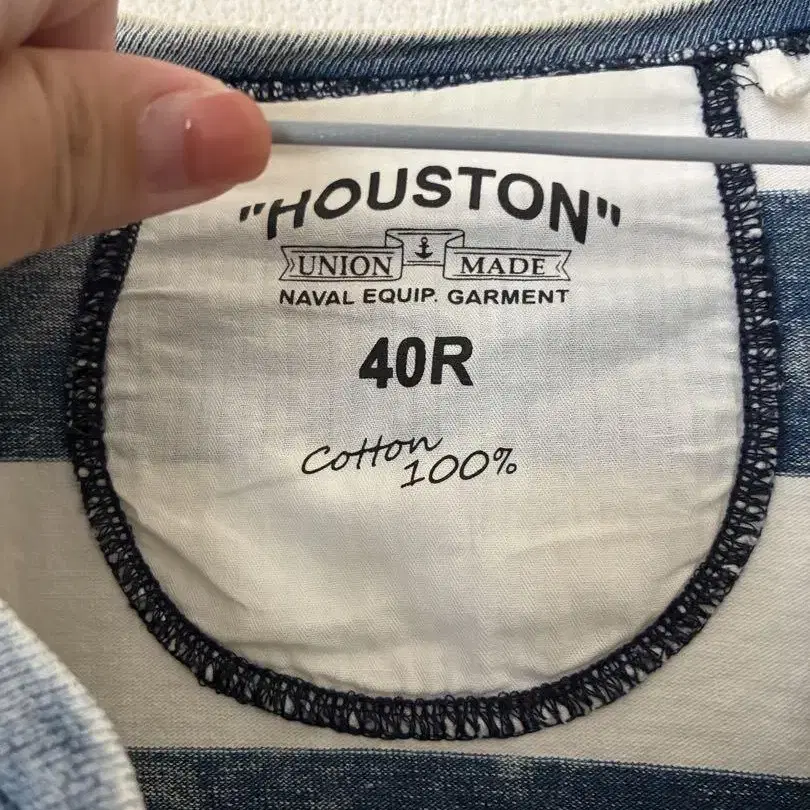 "HOUSTON"
UNION MADE
NAVAL EQUIP. GARMENT
40R
Cotton
100%